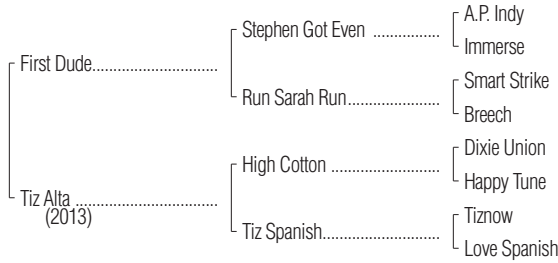 A.P. Indy
Stephen Got Even ................
Immerse
First Dude..............................
Smart Strike
Run Sarah Run......................
Breech
Dixie Union
High Cotton ..........................
Happy Tune
Tiz Alta ..................................
(2013)
Tiznow
Tiz Spanish............................
Love Spanish